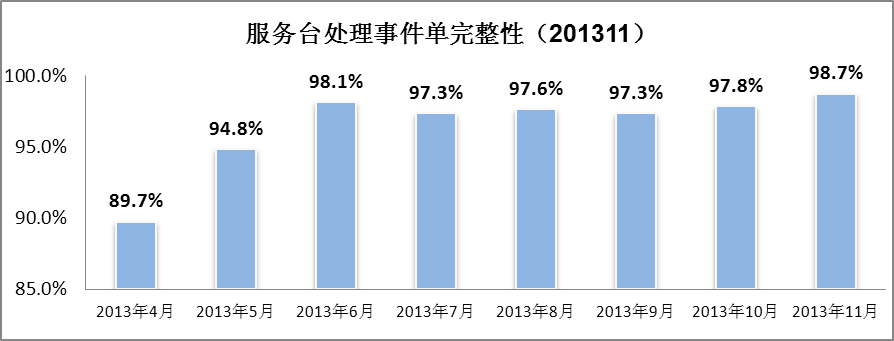 服务台处理事件单完整性（201311）
100.0%
95.0%
90.0%
85.0%
89.7%
94.8%
98.1%
97.3%
97.6%
97.3%
97.8%
98.7%
2013年4月
2013年5月
2013年6月
2013年7月
2013年8月
2013年9月
2013年10月
2013年11月